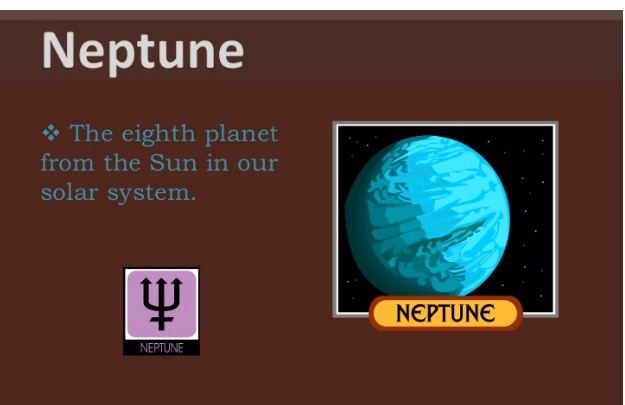 Neptune
❖ The eighth planet
from the Sun in our
solar system.
NEPTUNE
NEPTUNE